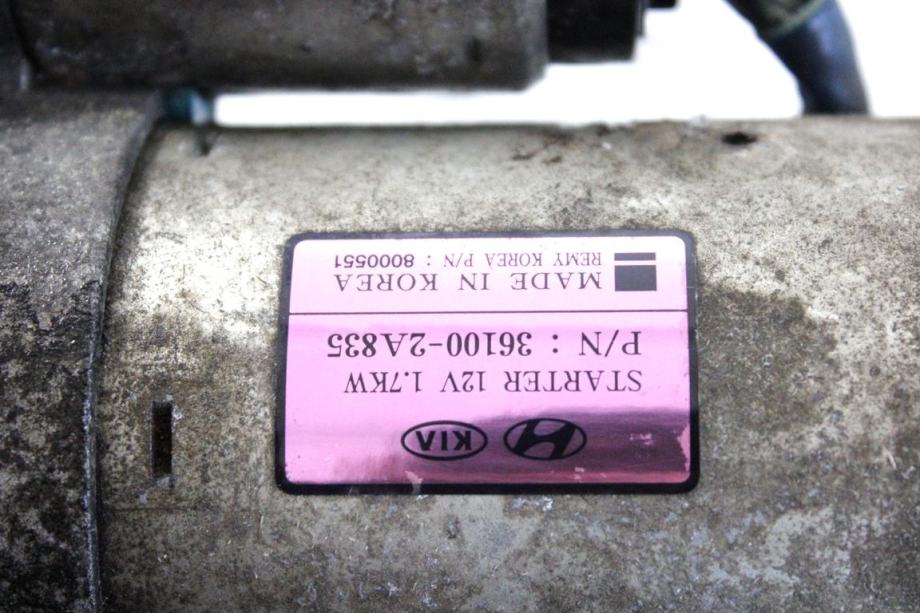 KIA
STARTER 12V 1.7KW
P/N : 36100-2A835
MADE IN KOREA
REMY KOREA P/N : 8000551